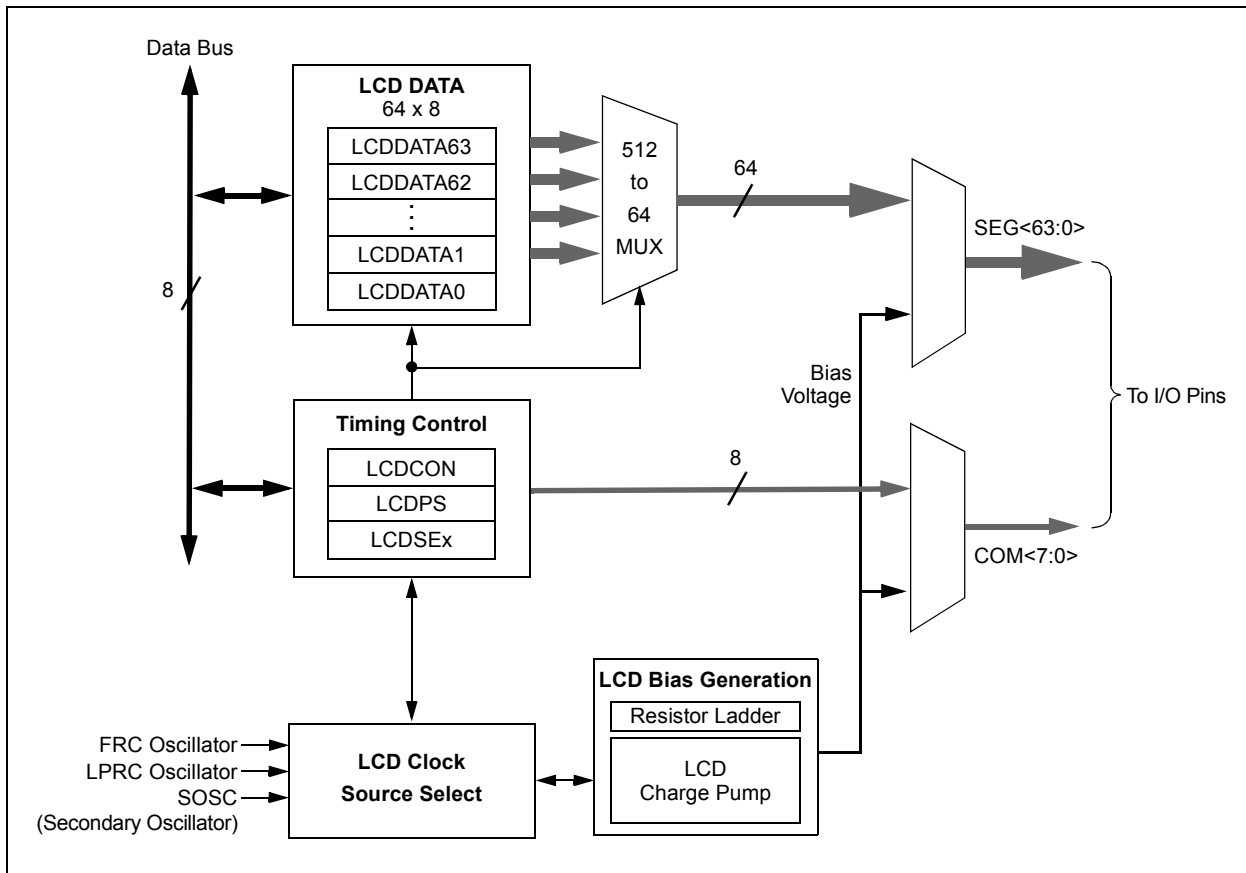 Data Bus
8
LCD DATA
64 x 8
LCDDATA63
LCDDATA62
⋮
LCDDATA1
LCDDATA0
512
to
64
MUX
64
SEG<63:0>
Bias
Voltage
To I/O Pins
Timing Control
LCDCON
LCDPS
LCDSEx
8
COM<7:0>
LCD Bias Generation
Resistor Ladder
LCD
Charge Pump
FRC Oscillator
LPRC Oscillator
SOSC
(Secondary Oscillator)
LCD Clock
Source Select